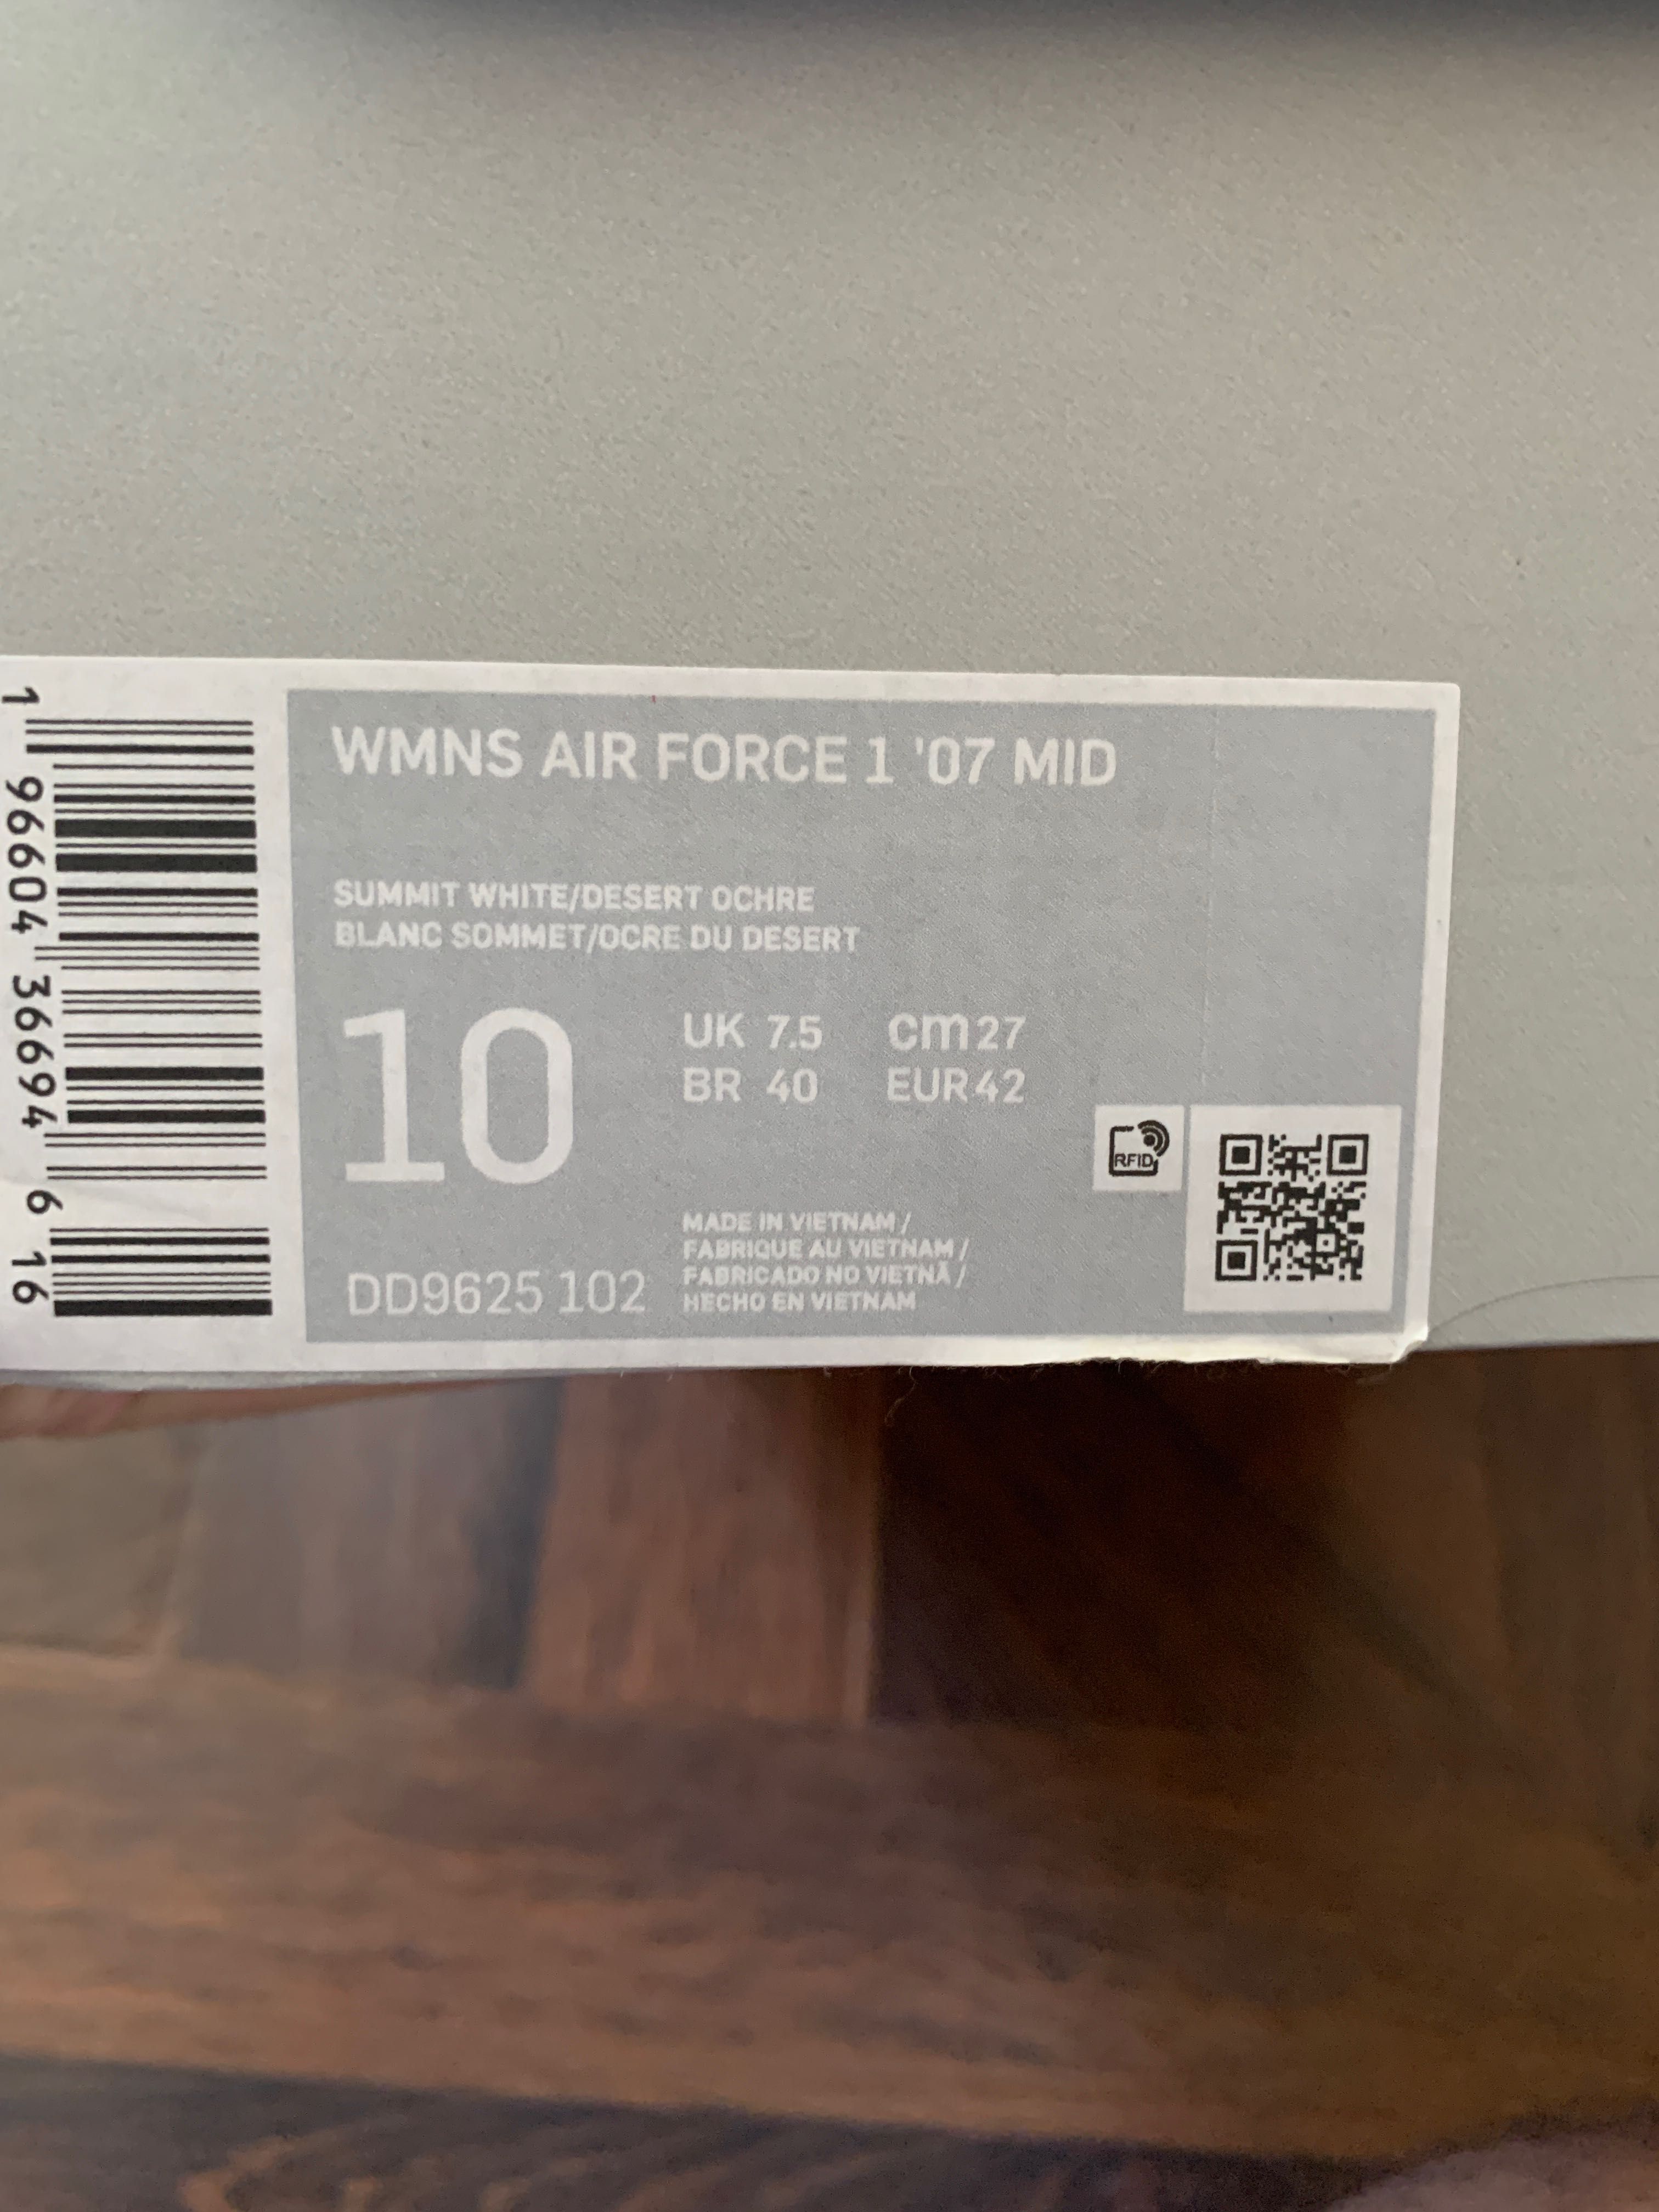 WMNS AIR FORCE 1 '07 MID
SUMMIT WHITE/DESERT OCHRE
BLANC SOMMET/OCRE DU DESERT
10
UK 7.5 cm 27
BR 40 EUR 42
RFID
DD9625 102
MADE IN VIETNAM /
FABRIQUE AU VIETNAM /
FABRICADO NO VIETNÃ /
HECHO EN VIETNAM
1 96604 36694 6 16